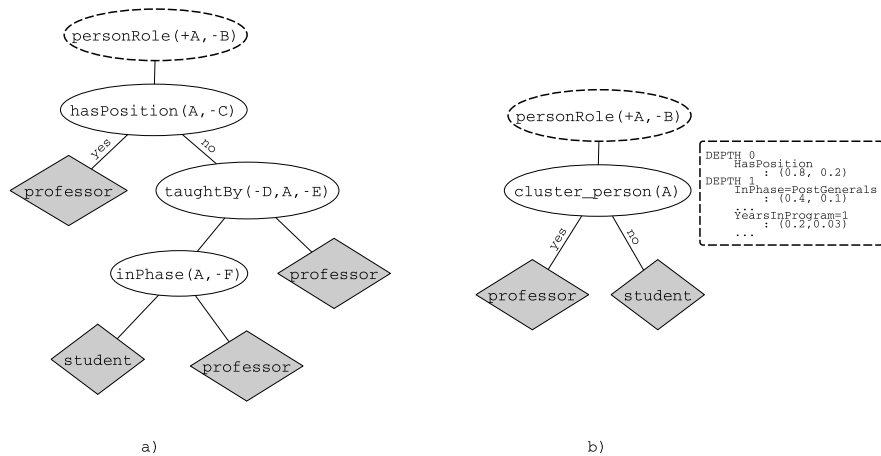 personRole(+A,-B)
hasPosition(A,-C)
yes
no
professor
taughtBy(-D,A,-E)
inPhase(A,-F)
professor
student
professor
a)
personRole(+A,-B)
cluster_person(A)
yes
no
professor
student
DEPTH 0
HasPosition
: (0.8, 0.2)
DEPTH 1
InPhase=PostGenerals
: (0.4, 0.1)
...
YearsInProgram=1
: (0.2,0.03)
...
b)